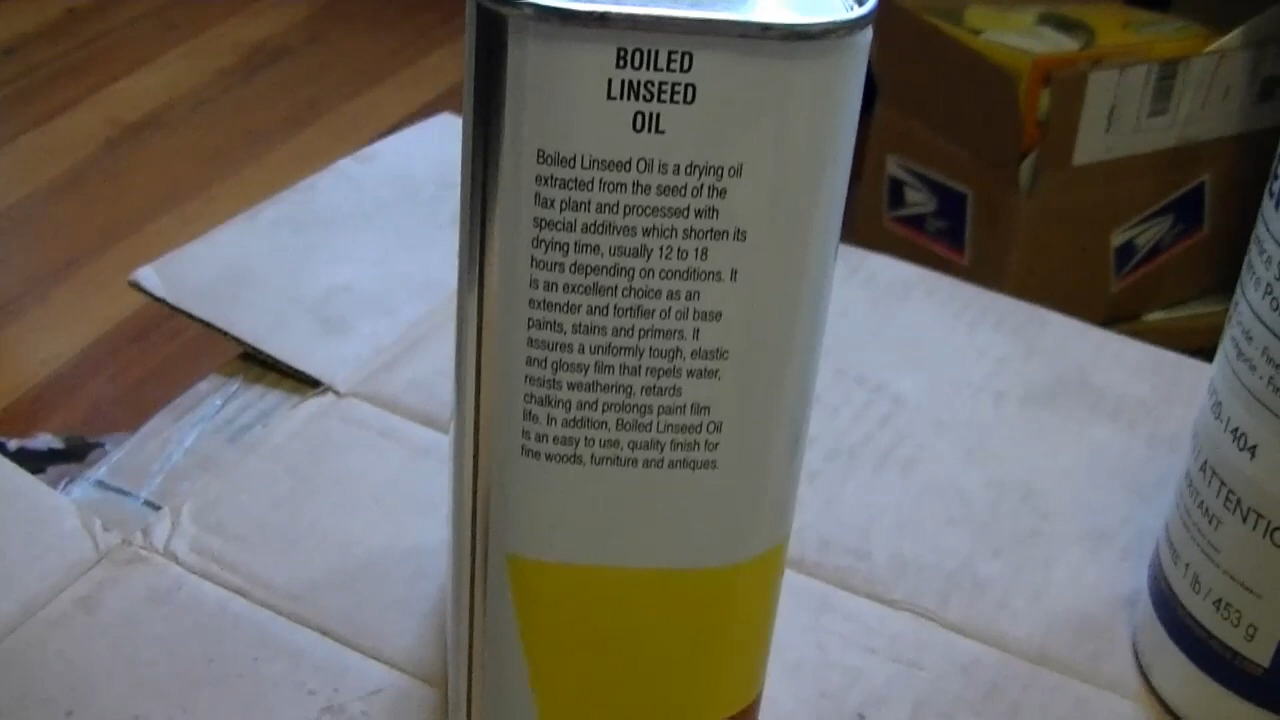 BOILED
LINSEED
OIL
Boiled Linseed Oil is a drying oil
extracted from the seed of the
flax plant and processed with
special additives which shorten its
drying time, usually 12 to 18
hours depending on conditions. It
is an excellent choice as an
extender and fortifier of oil base
paints, stains and primers. It
assures a uniformly tough, elastic
and glossy film that repels water,
resists weathering, retards
chalking and prolongs paint film
life. In addition, Boiled Linseed Oil
is an easy to use, quality finish for
fine woods, furniture and antiques.
-1404
ATTENTIO
1 lb / 453 g